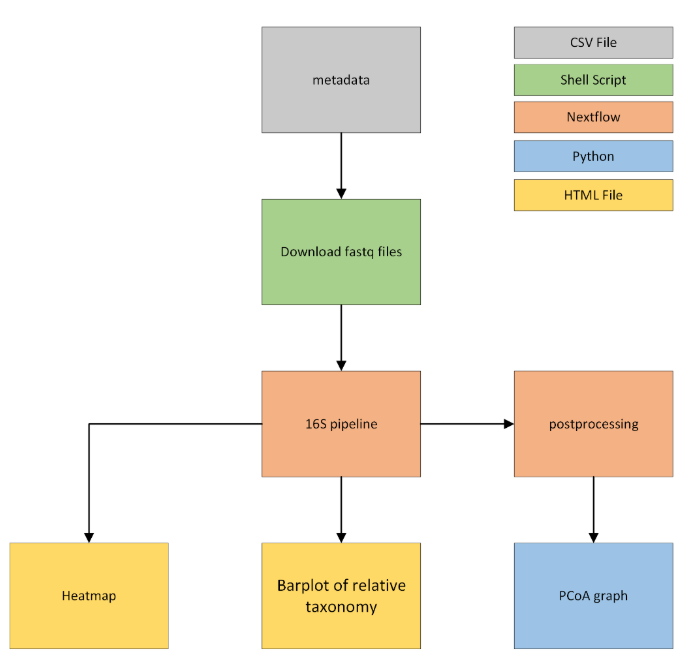 metadata
CSV File
Shell Script
Nextflow
Python
HTML File
Download fastq files
16S pipeline
postprocessing
Heatmap
Barplot of relative
taxonomy
PCoA graph